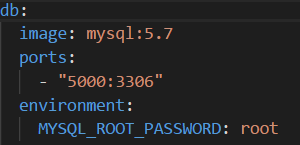 db:
  image: mysql:5.7
  ports:
    - "5000:3306"
  environment:
    MYSQL_ROOT_PASSWORD: root